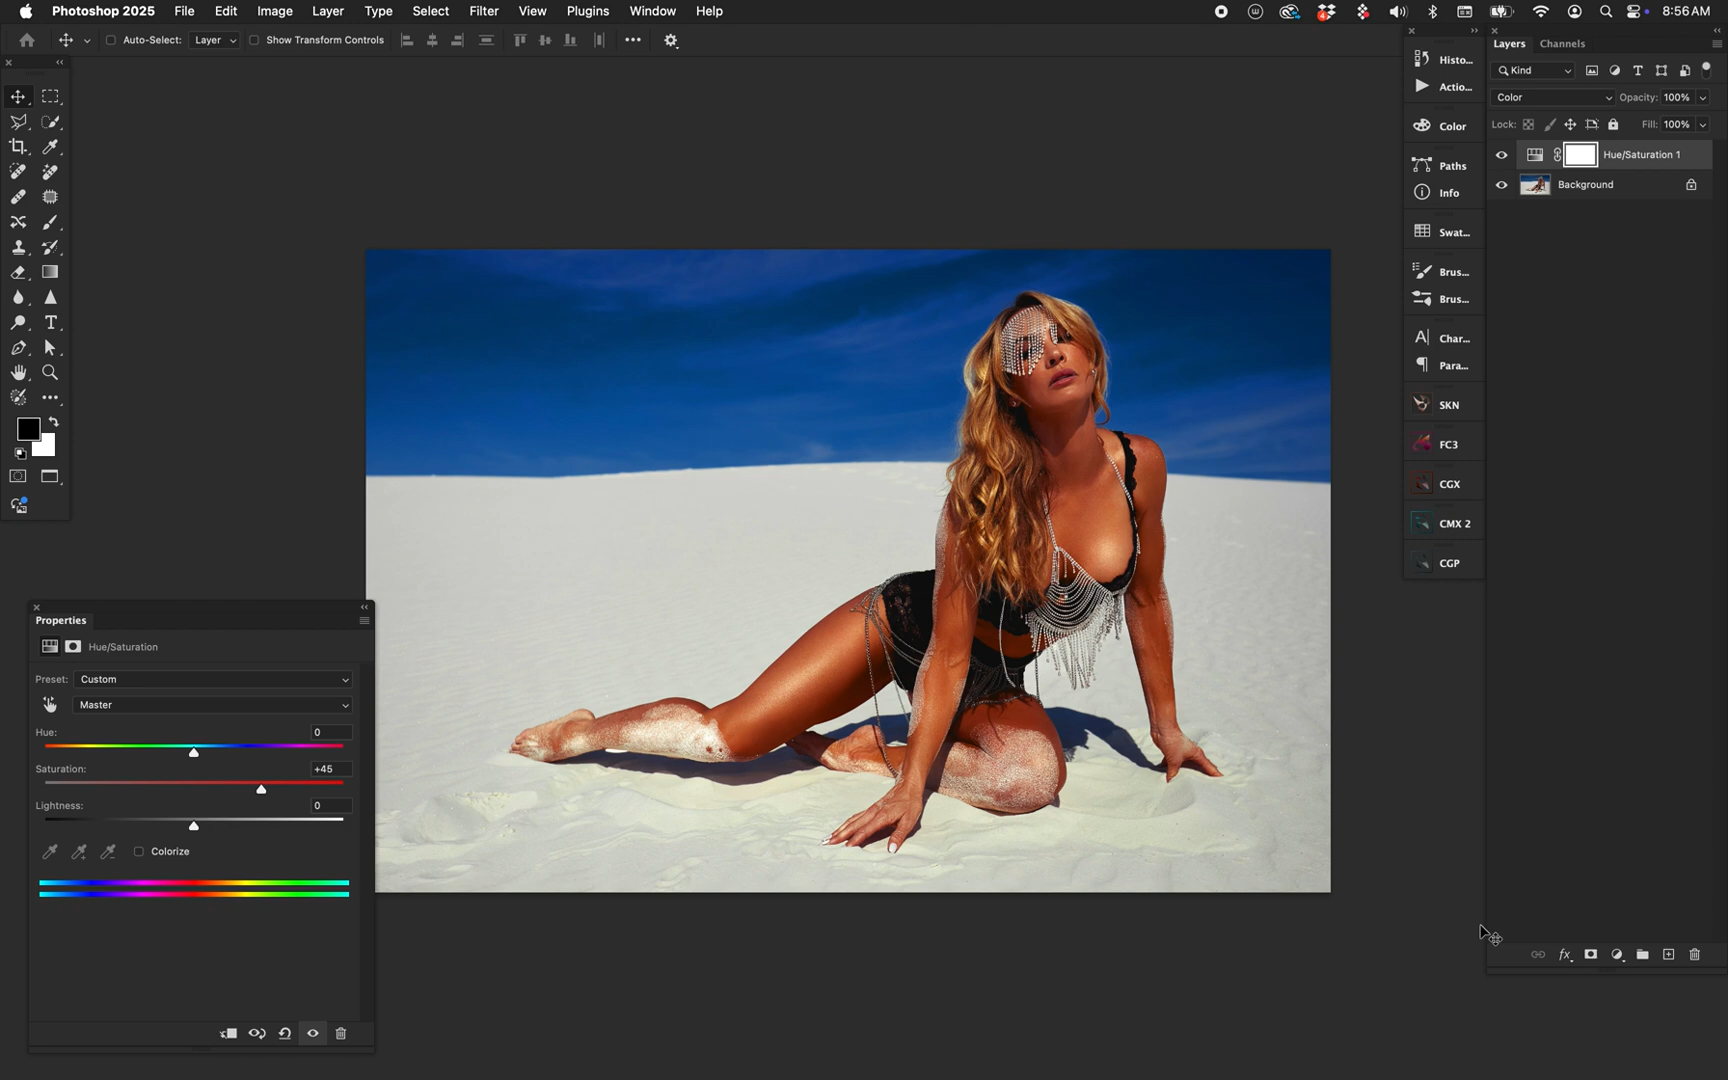 Photoshop 2025 File Edit Image Layer Type Select Filter View Plugins Window Help 4 8:56 AM
Auto-Select: Layer Show Transform Controls
Histo...
Actio...
Color
Paths
Info
Swat...
Brus...
Brus...
Char...
Para...
SKN
FC3
CGX
CMX 2
CGP
Layers Channels
Kind
Color Opacity: 100%
Lock: Fill: 100%
Hue/Saturation 1
Background
fx
Properties
Hue/Saturation
Preset: Custom
Master
Hue: 0
Saturation: +45
Lightness: 0
Colorize